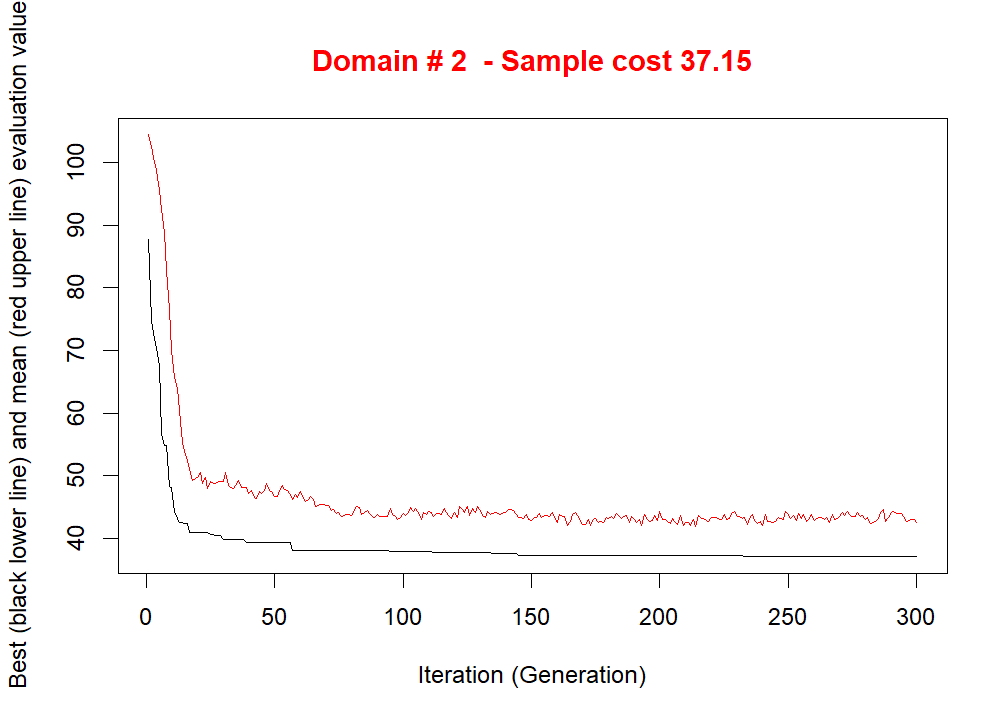 Domain # 2  - Sample cost 37.15
Best (black lower line) and mean (red upper line) evaluation value
100
90
80
70
60
50
40
0 50 100 150 200 250 300
Iteration (Generation)